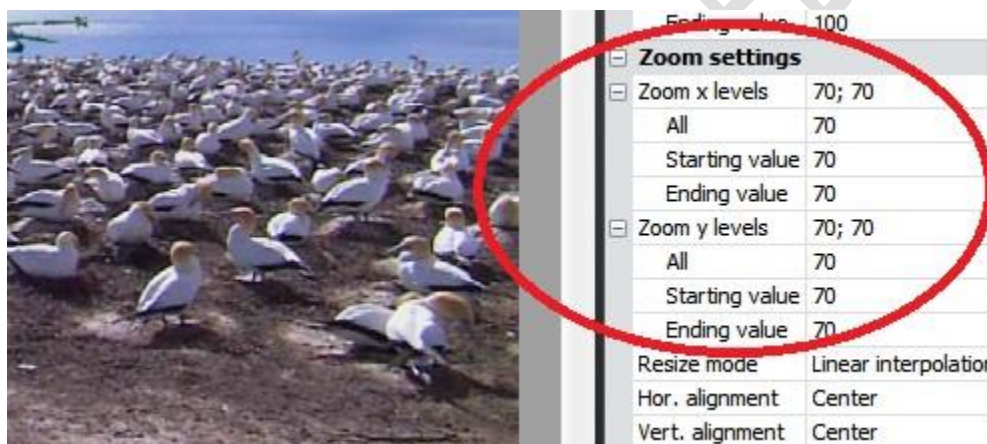 Ending value 100
Zoom settings
Zoom x levels 70; 70
All 70
Starting value 70
Ending value 70
Zoom y levels 70; 70
All 70
Starting value 70
Ending value 70
Resize mode Linear interpolation
Hor. alignment Center
Vert. alignment Center